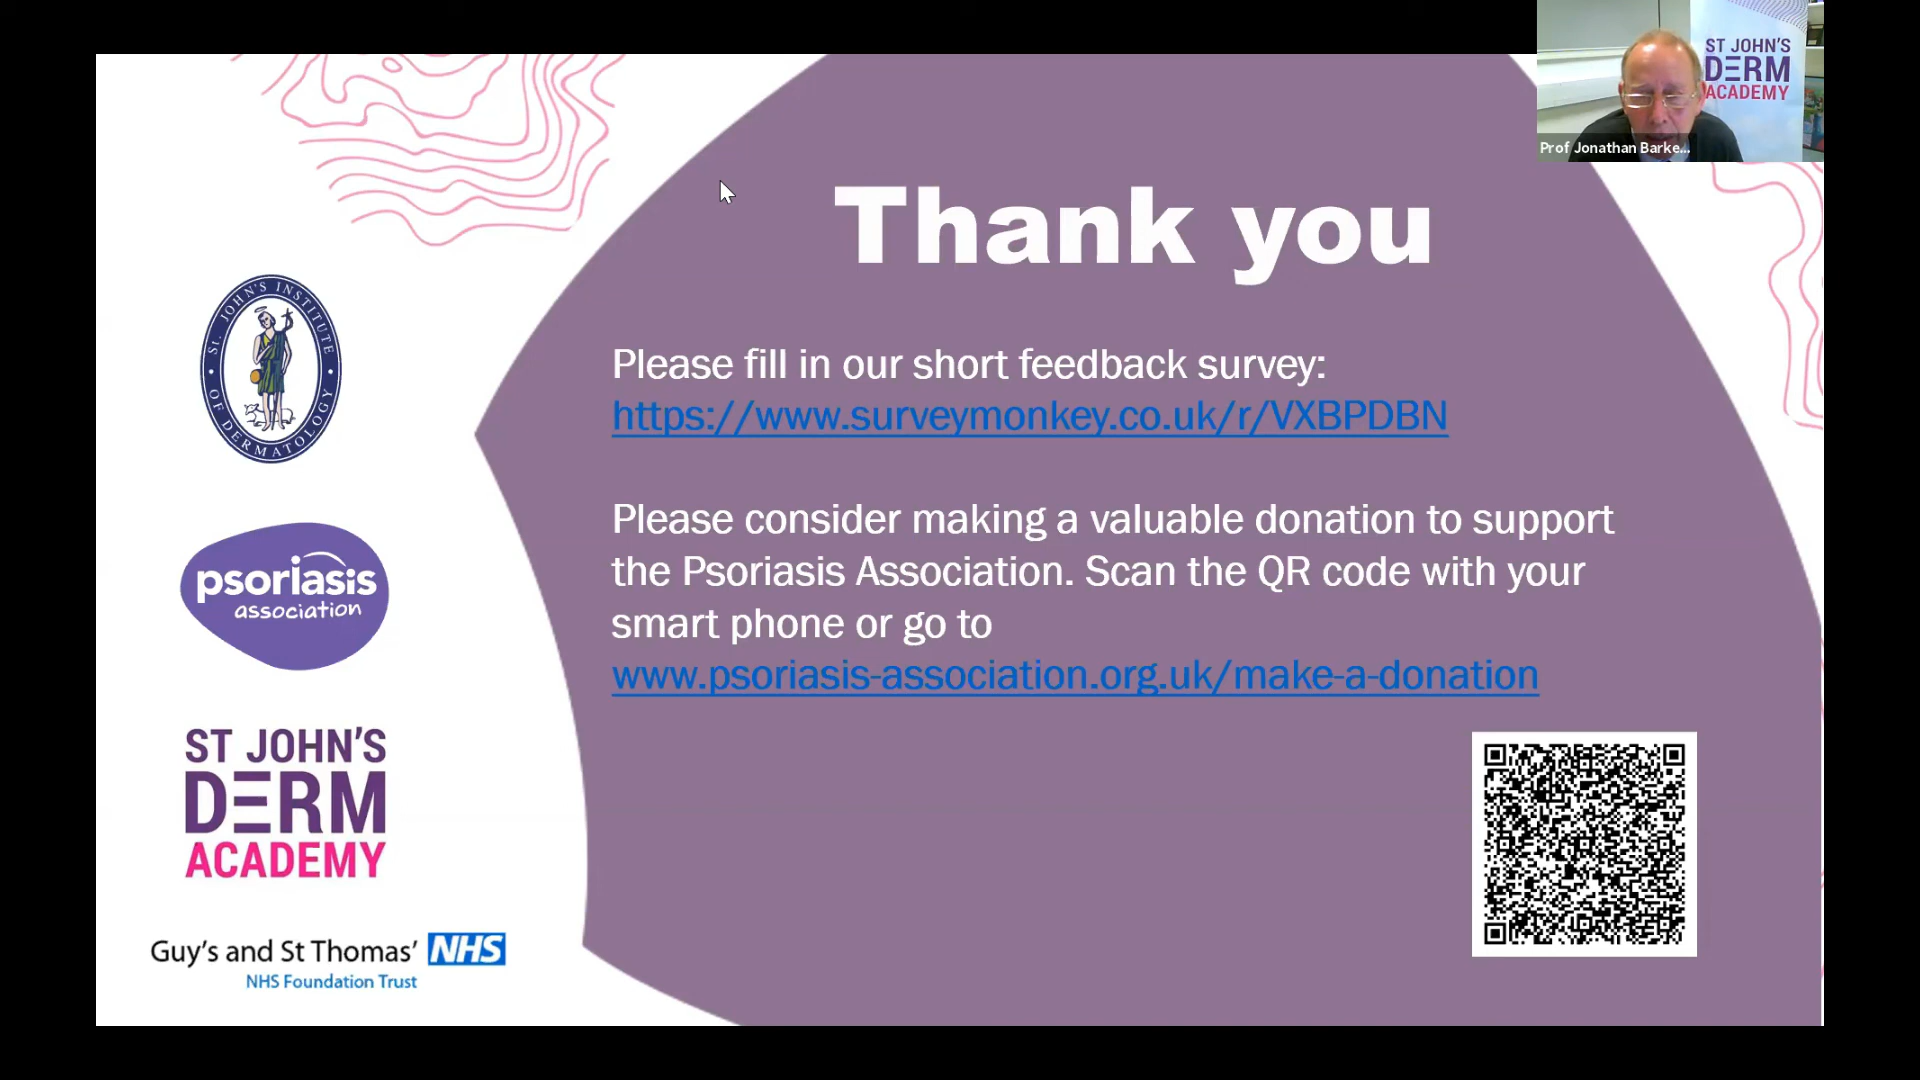 ST JOHN'S
DERM
ACADEMY
Prof Jonathan Barke...
Thank you
Please fill in our short feedback survey:
https://www.surveymonkey.co.uk/r/VXBPDBN
Please consider making a valuable donation to support
the Psoriasis Association. Scan the QR code with your
smart phone or go to
www.psoriasis-association.org.uk/make-a-donation
ST. JOHN'S INSTITUTE
OF DERMATOLOGY
psoriasis
association
ST JOHN'S
DERM
ACADEMY
Guy's and St Thomas' NHS
NHS Foundation Trust